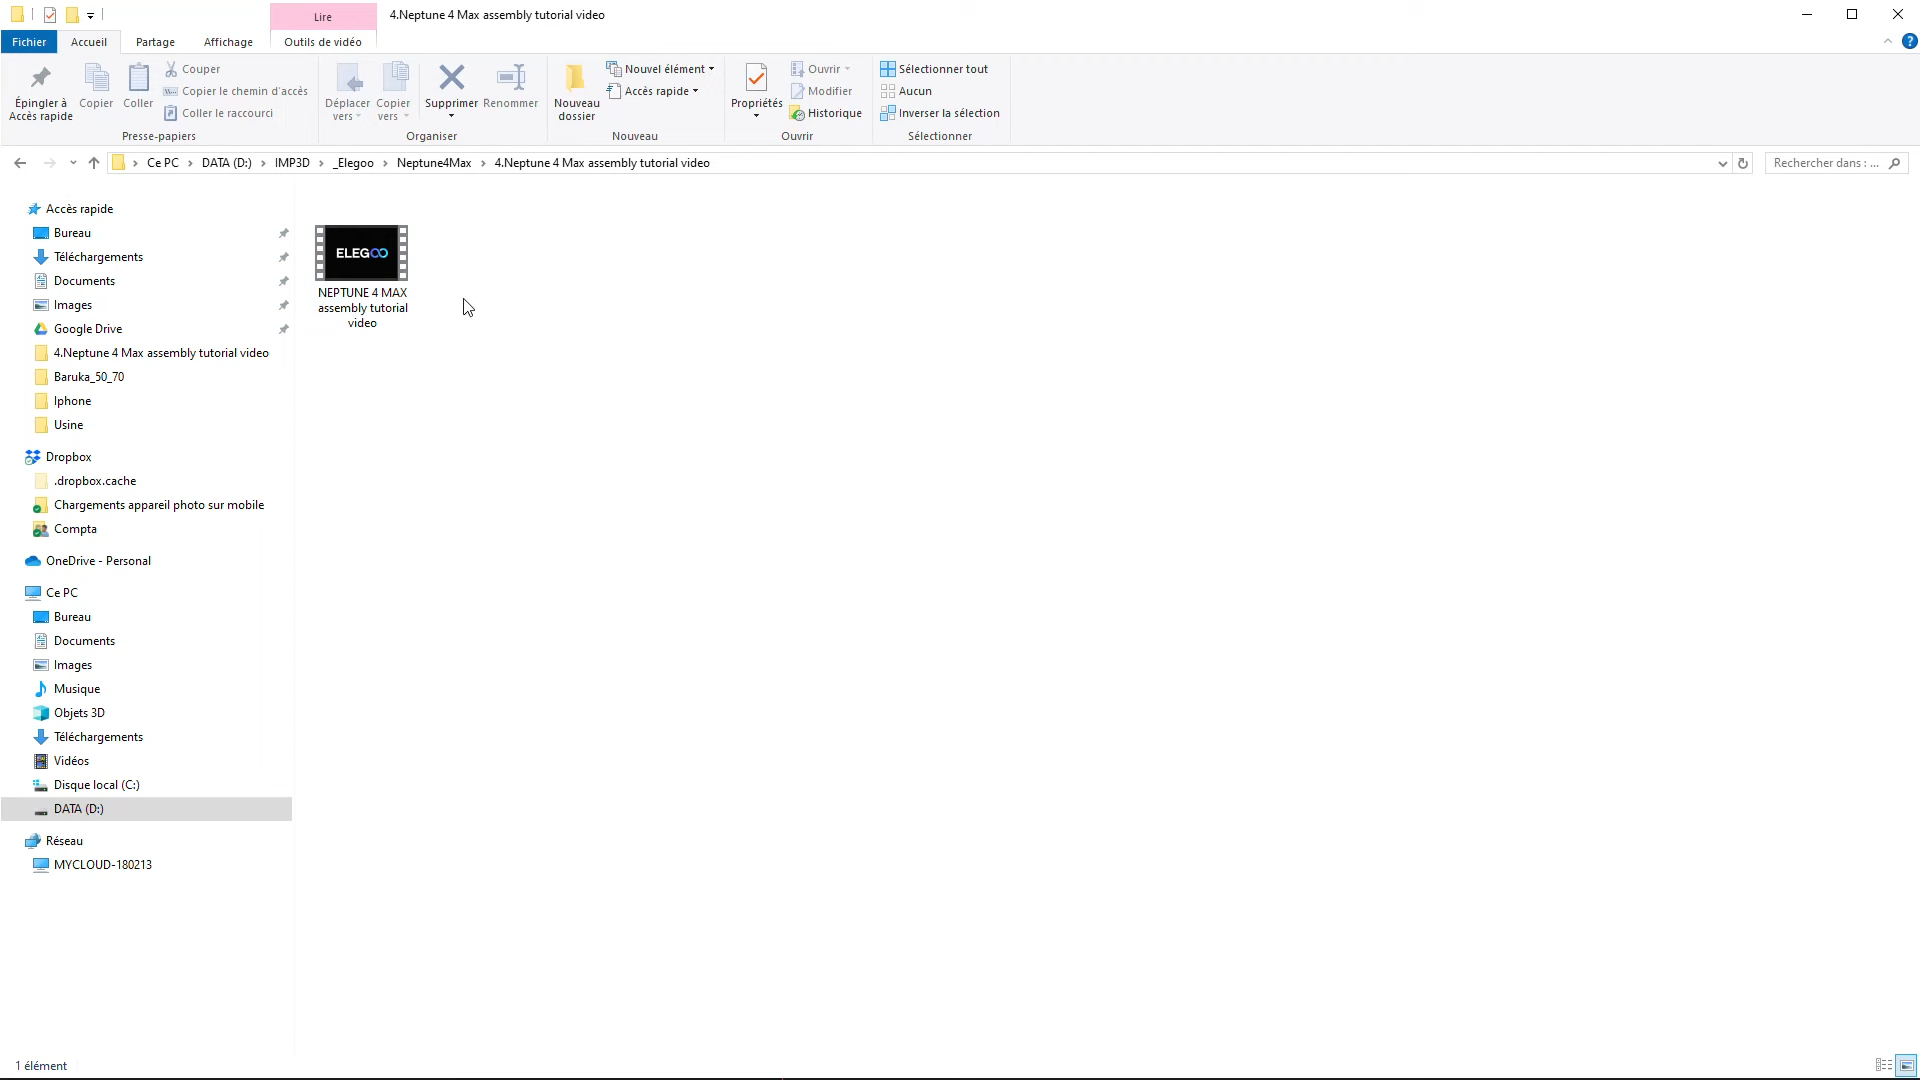 Lire
4.Neptune 4 Max assembly tutorial video
Fichier
Accueil
Partage
Affichage
Outils de vidéo
Épingler à
Accès rapide
Copier
Coller
Couper
Copier le chemin d'accès
Coller le raccourci
Presse-papiers
Déplacer
vers
Copier
vers
Supprimer
Renommer
Organiser
Nouveau
dossier
Nouvel élément
Accès rapide
Nouveau
Propriétés
Ouvrir
Modifier
Historique
Ouvrir
Sélectionner tout
Aucun
Inverser la sélection
Sélectionner
Ce PC
DATA (D:)
IMP3D
_Elegoo
Neptune4Max
4.Neptune 4 Max assembly tutorial video
Rechercher dans : ...
Accès rapide
Bureau
Téléchargements
Documents
Images
Google Drive
4.Neptune 4 Max assembly tutorial video
Baruka_50_70
Iphone
Usine
Dropbox
.dropbox.cache
Chargements appareil photo sur mobile
Compta
OneDrive - Personal
Ce PC
Bureau
Documents
Images
Musique
Objets 3D
Téléchargements
Vidéos
Disque local (C:)
DATA (D:)
Réseau
MYCLOUD-180213
ELEGOO
NEPTUNE 4 MAX
assembly tutorial
video
1 élément